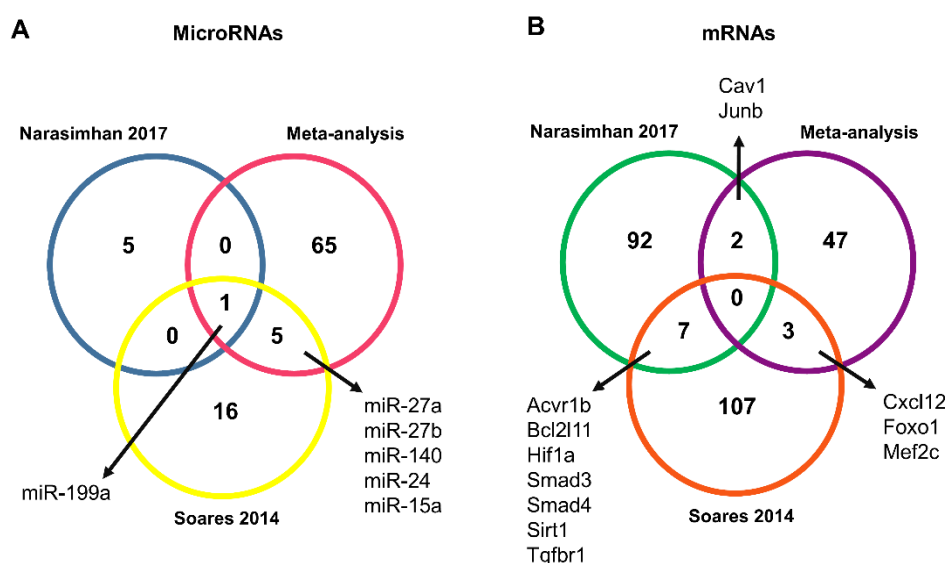 A
MicroRNAs
Narasimhan 2017
Meta-analysis
5
0
65
1
0
5
16
miR-199a
miR-27a
miR-27b
miR-140
miR-24
miR-15a
Soares 2014
B
mRNAs
Cav1
Junb
Narasimhan 2017
Meta-analysis
92
2
47
0
7
3
107
Acvr1b
Bcl2l11
Hif1a
Smad3
Smad4
Sirt1
Tgfbr1
Cxcl12
Foxo1
Mef2c
Soares 2014